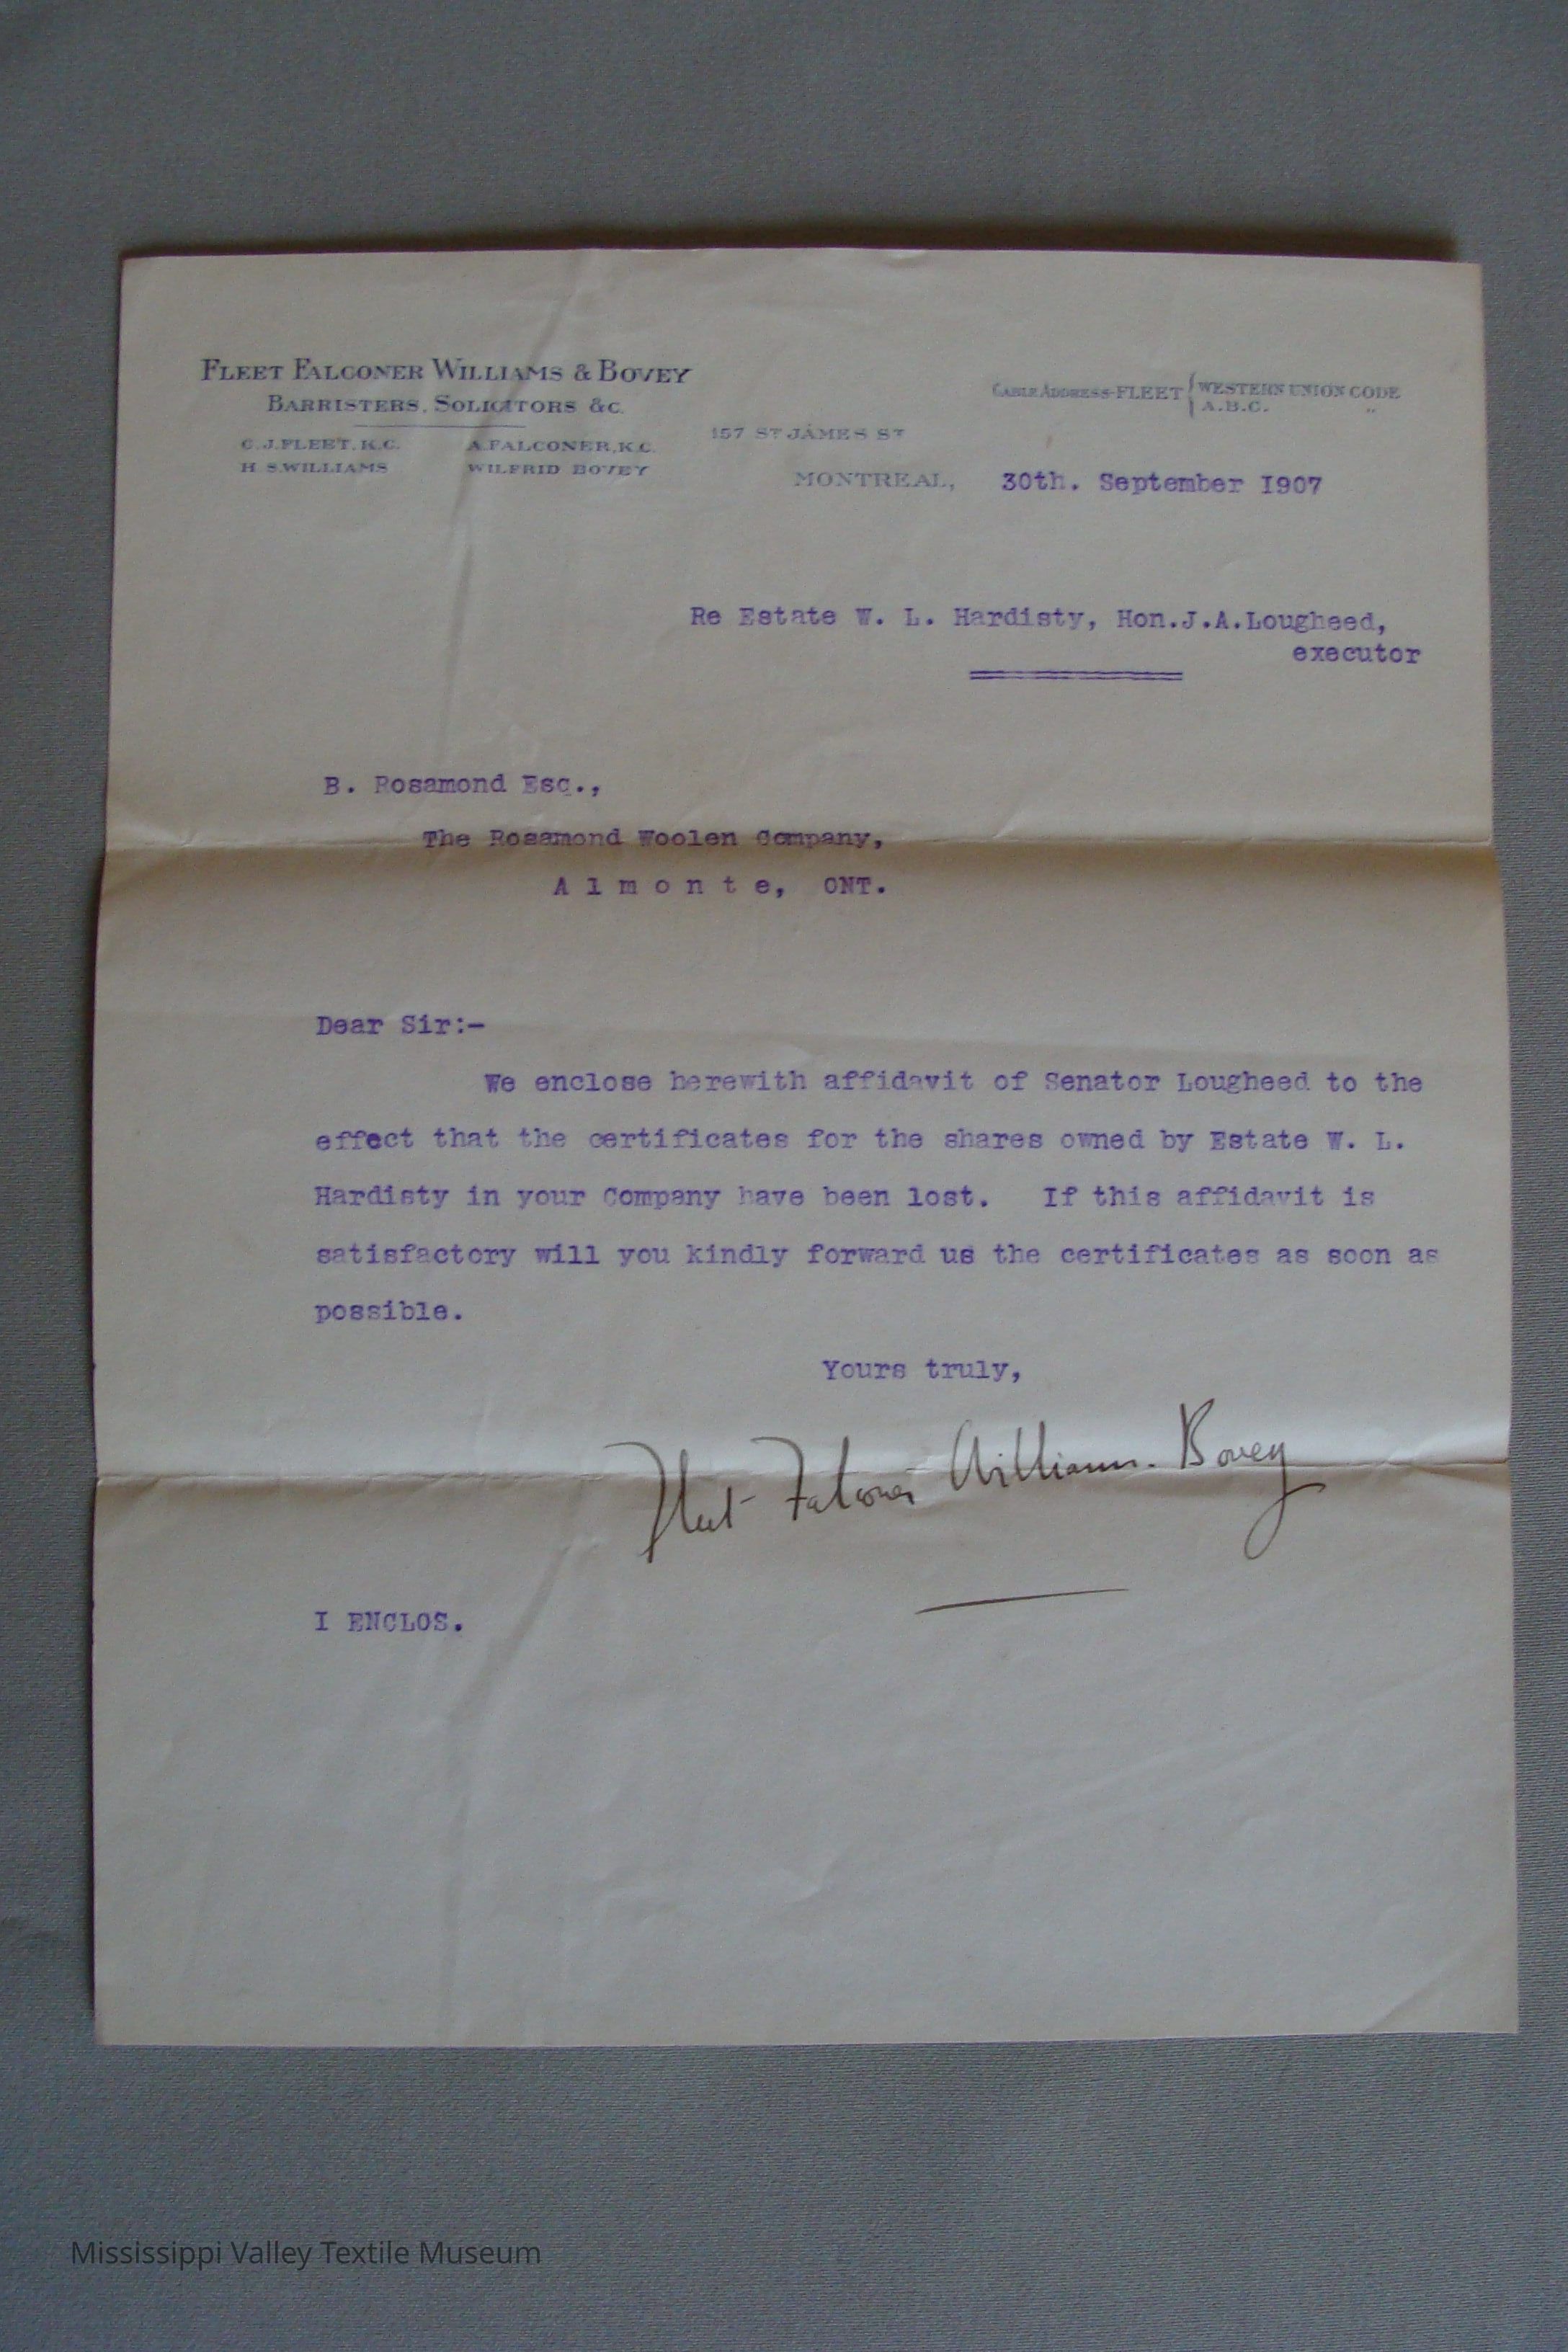 FLEET FALCONER WILLIAMS & BOVEY
BARRISTERS, SOLICITORS &c.
C. J. FLEET, K.C. A. FALCONER, K.C.
H. S. WILLIAMS WILFRID BOVEY
CABLE ADDRESS-FLEET { WESTERN UNION CODE
A.B.C. "
157 ST JAMES ST
MONTREAL, 30th. September I907
Re Estate W. L. Hardisty, Hon.J.A.Lougheed,
executor
B. Rosamond Esq.,
The Rosamond Woolen Company,
A l m o n t e, ONT.
Dear Sir:-
We enclose herewith affidavit of Senator Lougheed to the
effect that the certificates for the shares owned by Estate W. L.
Hardisty in your Company have been lost. If this affidavit is
satisfactory will you kindly forward us the certificates as soon as
possible.
Yours truly,
Fleet Falconer Williams. Bovey
I ENCLOS.
Mississippi Valley Textile Museum